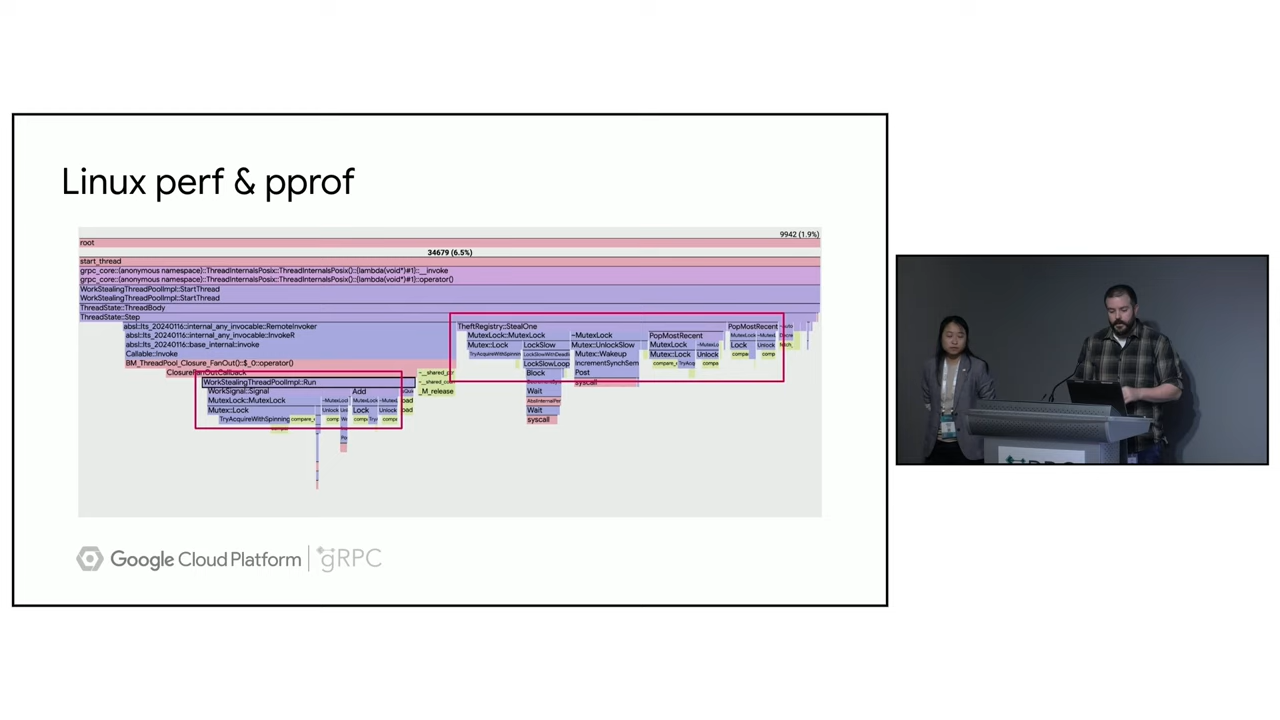 Linux perf & pprof
9942 (1.9%)
root
34679 (6.5%)
start_thread
grpc_core::(anonymous namespace)::ThreadInternalsPosix::ThreadInternalsPosix()::{lambda(void*)#1}::__invoke
grpc_core::(anonymous namespace)::ThreadInternalsPosix::ThreadInternalsPosix()::{lambda(void*)#1}::operator()
WorkStealingThreadPoolImpl::StartThread
WorkStealingThreadPoolImpl::StartThread
ThreadState::ThreadBody
ThreadState::Step
absl::lts_20240116::internal_any_invocable::RemoteInvoker TheftRegistry::StealOne PopMostRecent
absl::lts_20240116::internal_any_invocable::InvokeR MutexLock::MutexLock ~MutexLock PopMostRecent MutexLock
absl::lts_20240116::base_internal::invoke Mutex::Lock LockSlow Mutex::UnlockSlow MutexLock Lock Unlock
Callable::Invoke TryAcquireWithSpinnin LockSlowWithDeadli Mutex::Wakeup Mutex::Lock Unlock
BM_ThreadPool_Closure_FanOut()::$_0::operator() LockSlowLoop IncrementSynchSem
ClosureFanOutCallback Block Post
WorkStealingThreadPoolImpl::Run syscall
WorkSignal::Signal Add _M_release Wait
MutexLock::MutexLock
Mutex::Lock Unlock Lock Unlock Wait
TryAcquireWithSpinning syscall
Google Cloud Platform gRPC